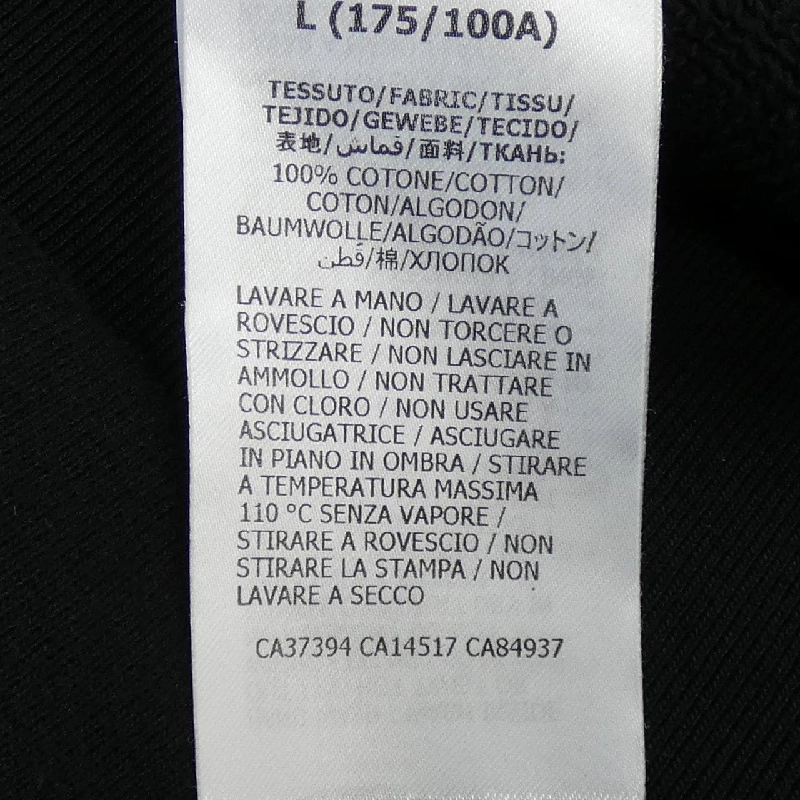 L (175/100A)
TESSUTO/FABRIC/TISSU/
TEJIDO/GEWEBE/TECIDO/
表地/قماش/面料/ТКАНЬ:
100% COTONE/COTTON/
COTON/ALGODON/
BAUMWOLLE/ALGODÃO/コットン/
قطن/棉/ХЛОПОК
LAVARE A MANO / LAVARE A
ROVESCIO / NON TORCERE O
STRIZZARE / NON LASCIARE IN
AMMOLLO / NON TRATTARE
CON CLORO / NON USARE
ASCIUGATRICE / ASCIUGARE
IN PIANO IN OMBRA / STIRARE
A TEMPERATURA MASSIMA
110 °C SENZA VAPORE /
STIRARE A ROVESCIO / NON
STIRARE LA STAMPA / NON
LAVARE A SECCO
CA37394 CA14517 CA84937